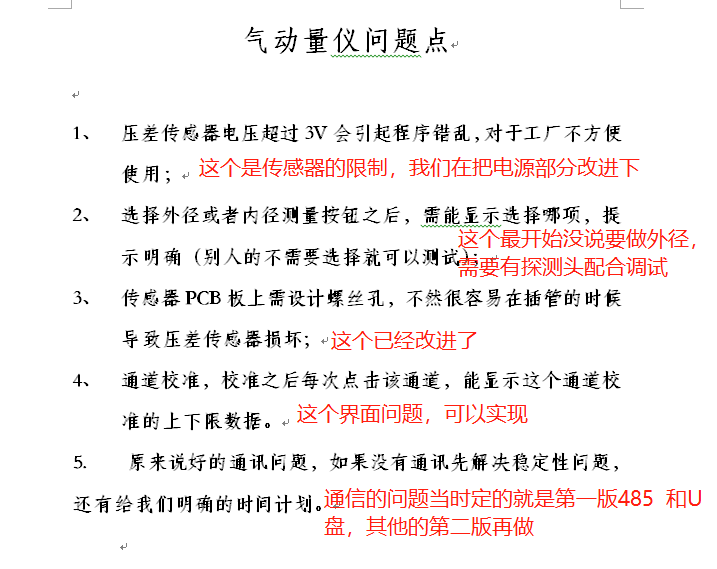 气动量仪问题点
1、 压差传感器电压超过 3V 会引起程序错乱,对于工厂不方便
使用； 这个是传感器的限制，我们在把电源部分改进下
2、 选择外径或者内径测量按钮之后，需能显示选择哪项，提
示明确（别人的不需要选择就可以测试）；
这个最开始没说要做外径，
需要有探测头配合调试
3、 传感器 PCB 板上需设计螺丝孔，不然很容易在插管的时候
导致压差传感器损坏； 这个已经改进了
4、 通道校准，校准之后每次点击该通道，能显示这个通道校
准的上下限数据。 这个界面问题，可以实现
5. 原来说好的通讯问题，如果没有通讯先解决稳定性问题，
还有给我们明确的时间计划。
通信的问题当时定的就是第一版485 和U
盘，其他的第二版再做